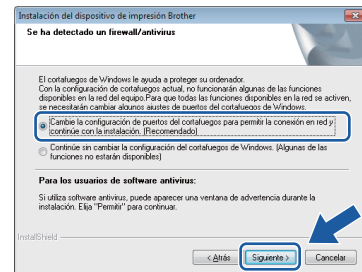 Instalación del dispositivo de impresión Brother
Se ha detectado un firewall/antivirus
El cortafuegos de Windows le ayuda a proteger su ordenador.
Con la configuración de cortafuegos actual, no funcionarán algunas de las funciones
disponibles en la red del equipo.Para que todas las funciones disponibles en la red se activen,
se necesitarán cambiar algunos ajustes de puertos del cortafuegos de Windows.
Cambie la configuración de puertos del cortafuegos para permitir la conexión en red y
continúe con la instalación. (Recomendado)
Continúe sin cambiar la configuración del cortafuegos de Windows. (Algunas de las
funciones no estarán disponibles)
Para los usuarios de software antivirus:
Si utiliza software antivirus, puede aparecer una ventana de advertencia durante la
instalación. Elija "Permitir" para continuar.
InstallShield
< Atrás
Siguiente >
Cancelar